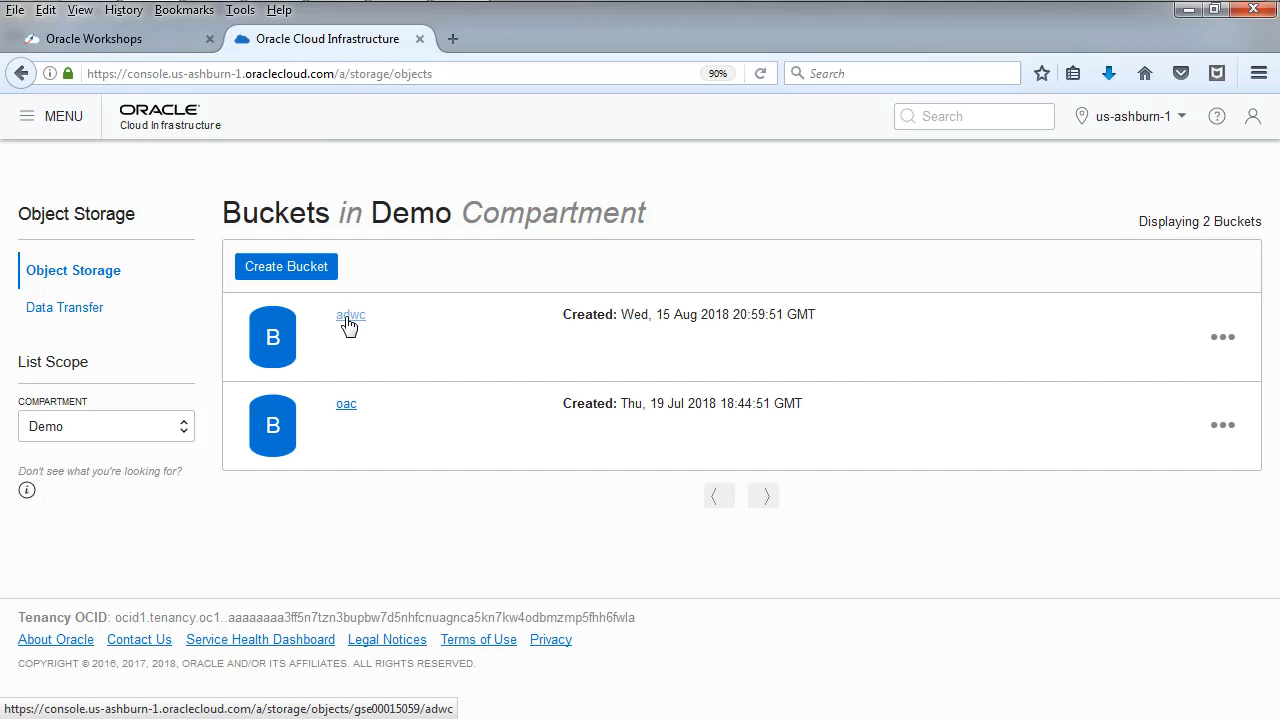 File Edit View History Bookmarks Tools Help
Oracle Workshops
Oracle Cloud Infrastructure
https://console.us-ashburn-1.oraclecloud.com/a/storage/objects
90%
Search
MENU
ORACLE
Cloud Infrastructure
Search
us-ashburn-1
Object Storage
Object Storage
Data Transfer
List Scope
COMPARTMENT
Demo
Don't see what you're looking for?
Buckets in Demo Compartment
Displaying 2 Buckets
Create Bucket
B
adwc
Created: Wed, 15 Aug 2018 20:59:51 GMT
B
oac
Created: Thu, 19 Jul 2018 18:44:51 GMT
Tenancy OCID: ocid1.tenancy.oc1..aaaaaaaa3ff5n7tzn3bupbw7d5nhfcnuagnca5kn7kw4odbmzmp5fhh6fwla
About Oracle Contact Us Service Health Dashboard Legal Notices Terms of Use Privacy
COPYRIGHT © 2016, 2017, 2018, ORACLE AND/OR ITS AFFILIATES. ALL RIGHTS RESERVED.
https://console.us-ashburn-1.oraclecloud.com/a/storage/objects/gse00015059/adwc